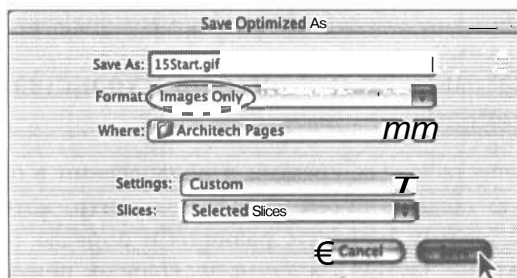 Save Optimized As
Save As: 15Start.gif
Format: Images Only
Where: Architech Pages mm
Settings: Custom T
Slices: Selected Slices
€ Cancel